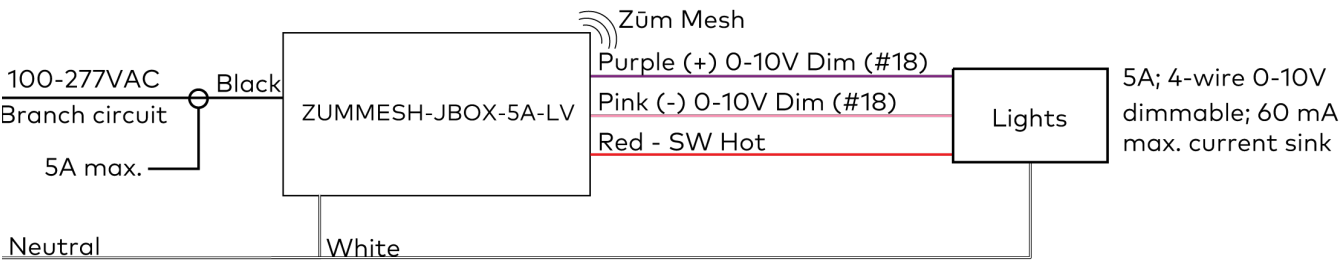 Zūm Mesh
Purple (+) 0-10V Dim (#18)
100-277VAC
Black
Branch circuit
5A max.
ZUMMESH-JBOX-5A-LV
Pink (-) 0-10V Dim (#18)
Red - SW Hot
Lights
5A; 4-wire 0-10V
dimmable; 60 mA
max. current sink
Neutral
White